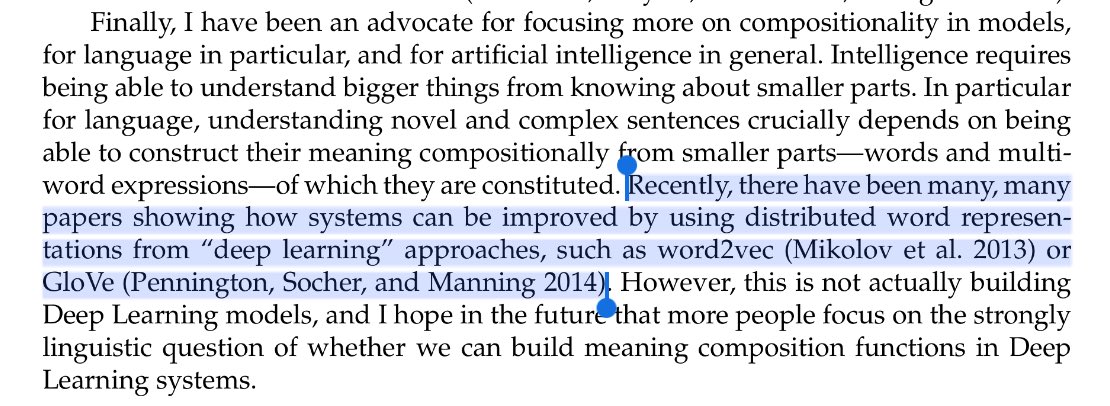 Finally, I have been an advocate for focusing more on compositionality in models,
for language in particular, and for artificial intelligence in general. Intelligence requires
being able to understand bigger things from knowing about smaller parts. In particular
for language, understanding novel and complex sentences crucially depends on being
able to construct their meaning compositionally from smaller parts—words and multi-
word expressions—of which they are constituted. Recently, there have been many, many
papers showing how systems can be improved by using distributed word represen-
tations from “deep learning” approaches, such as word2vec (Mikolov et al. 2013) or
GloVe (Pennington, Socher, and Manning 2014). However, this is not actually building
Deep Learning models, and I hope in the future that more people focus on the strongly
linguistic question of whether we can build meaning composition functions in Deep
Learning systems.